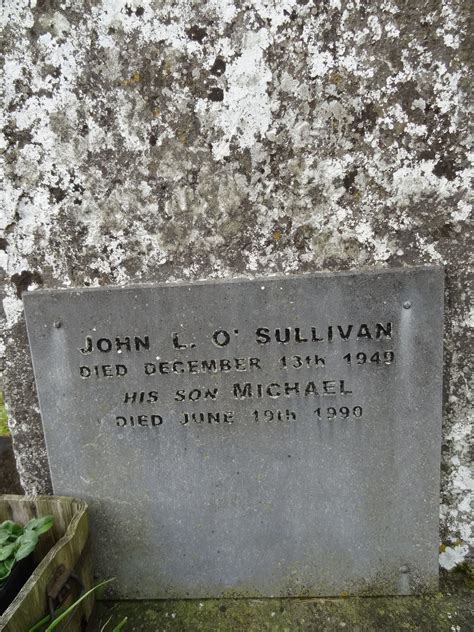 JOHN L. O' SULLIVAN
DIED DECEMBER 13TH 1949
HIS SON MICHAEL
DIED JUNE 19TH 1990